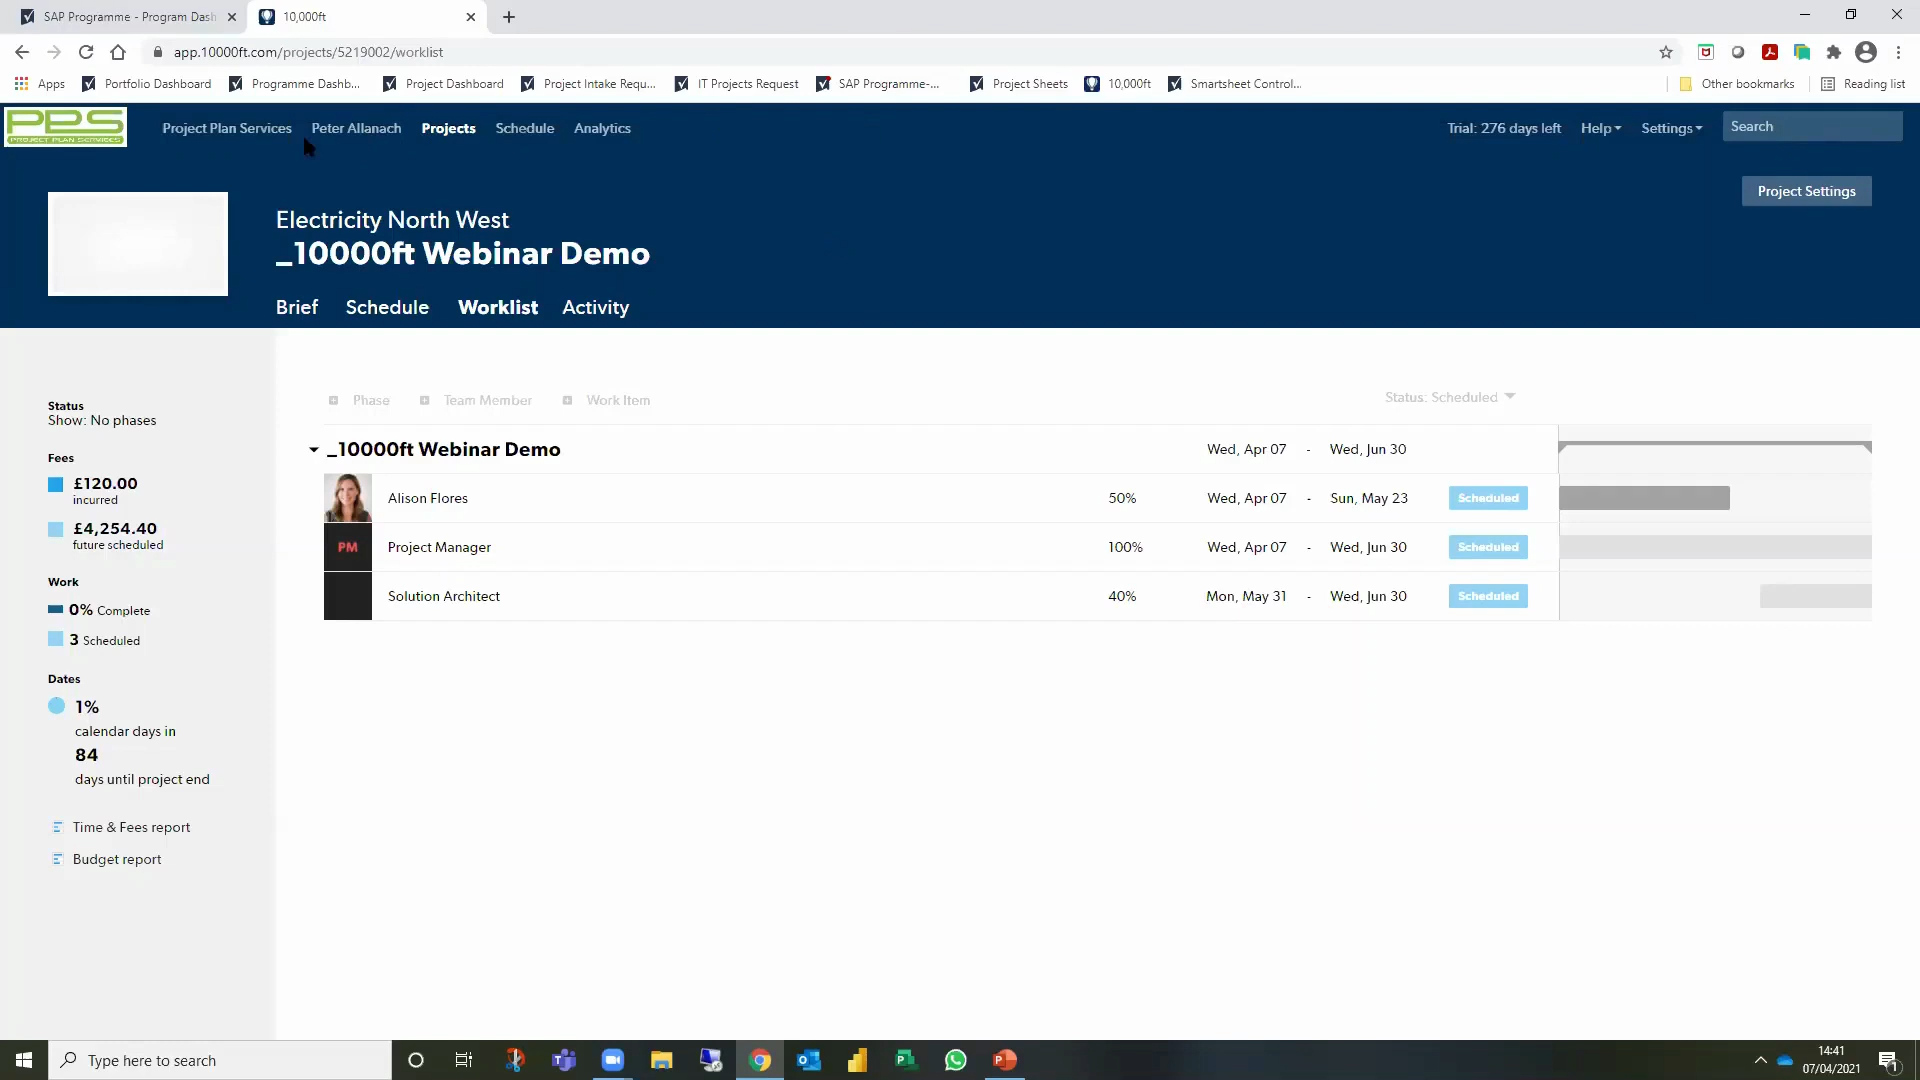 SAP Programme - Program Dash
10,000ft
app.10000ft.com/projects/5219002/worklist
Apps
Portfolio Dashboard
Programme Dashb...
Project Dashboard
Project Intake Requ...
IT Projects Request
SAP Programme-...
Project Sheets
10,000ft
Smartsheet Control...
Other bookmarks
Reading list
PPS
PROJECT PLAN SERVICES
Project Plan Services
Peter Allanach
Projects
Schedule
Analytics
Trial: 276 days left
Help
Settings
Search
Project Settings
Electricity North West
_10000ft Webinar Demo
Brief
Schedule
Worklist
Activity
Status
Show: No phases
Fees
£120.00
incurred
£4,254.40
future scheduled
Work
0% Complete
3 Scheduled
Dates
1%
calendar days in
84
days until project end
Time & Fees report
Budget report
Phase
Team Member
Work Item
Status: Scheduled
_10000ft Webinar Demo Wed, Apr 07 - Wed, Jun 30
Alison Flores 50% Wed, Apr 07 - Sun, May 23 Scheduled
PM Project Manager 100% Wed, Apr 07 - Wed, Jun 30 Scheduled
Solution Architect 40% Mon, May 31 - Wed, Jun 30 Scheduled
Type here to search
14:41
07/04/2021